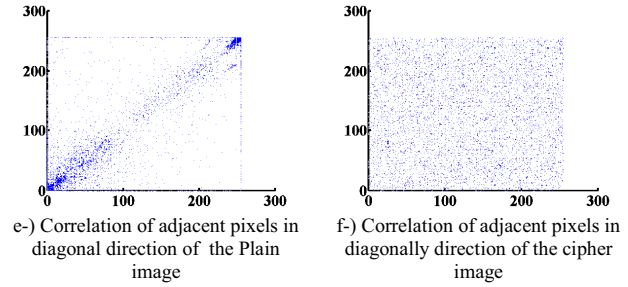 300
200
100
0
0 100 200 300
e-) Correlation of adjacent pixels in
diagonal direction of the Plain
image
300
200
100
0
0 100 200 300
f-) Correlation of adjacent pixels in
diagonally direction of the cipher
image